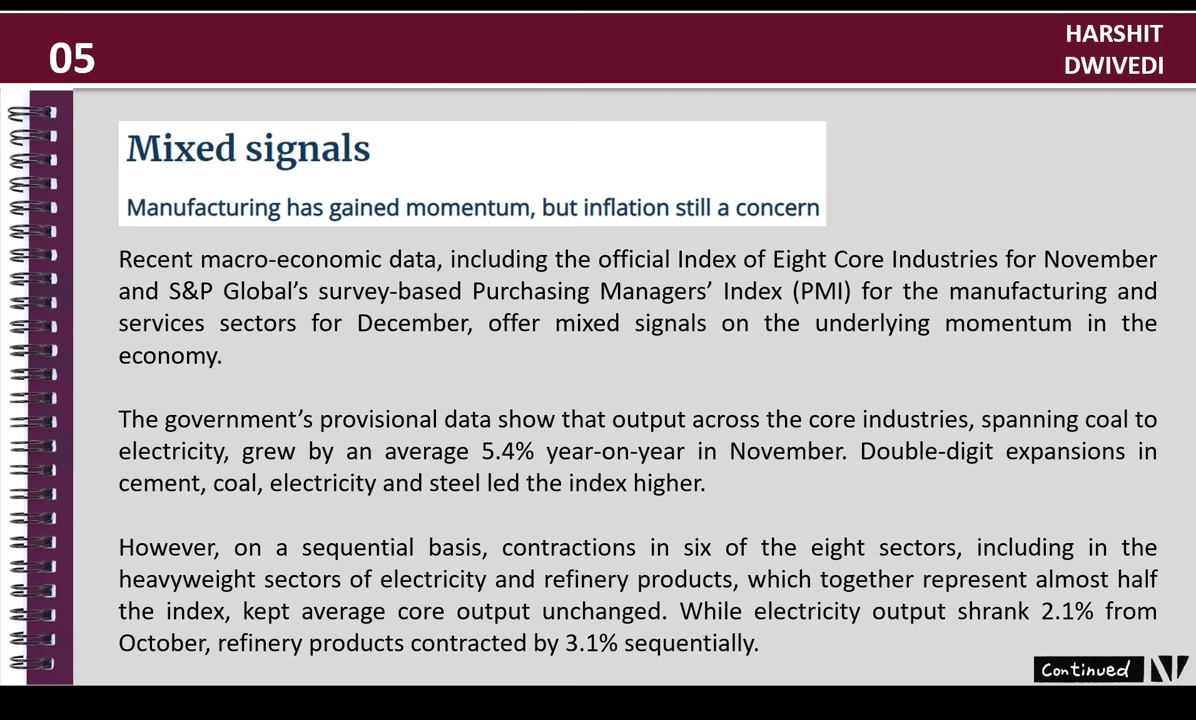 05
HARSHIT
DWIVEDI
Mixed signals
Manufacturing has gained momentum, but inflation still a concern
Recent macro-economic data, including the official Index of Eight Core Industries for November
and S&P Global’s survey-based Purchasing Managers’ Index (PMI) for the manufacturing and
services sectors for December, offer mixed signals on the underlying momentum in the
economy.
The government’s provisional data show that output across the core industries, spanning coal to
electricity, grew by an average 5.4% year-on-year in November. Double-digit expansions in
cement, coal, electricity and steel led the index higher.
However, on a sequential basis, contractions in six of the eight sectors, including in the
heavyweight sectors of electricity and refinery products, which together represent almost half
the index, kept average core output unchanged. While electricity output shrank 2.1% from
October, refinery products contracted by 3.1% sequentially.
Continued